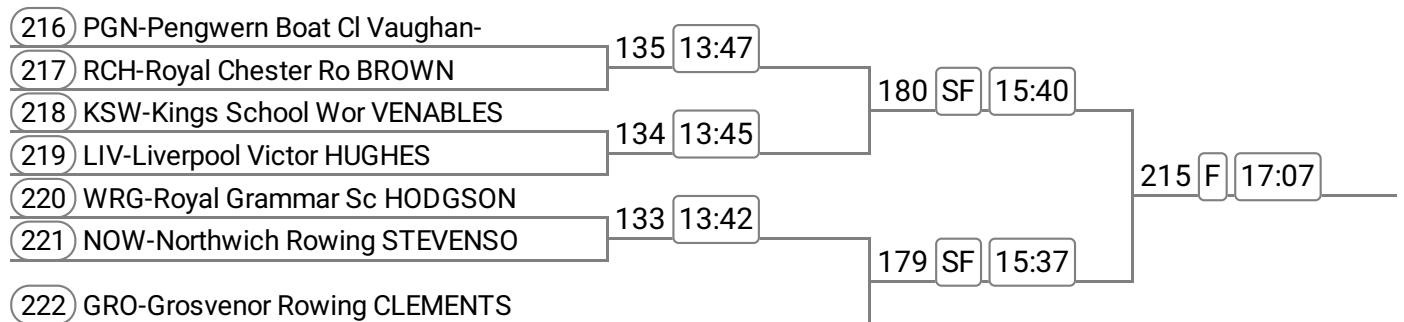 216 PGN-Pengwern Boat Cl Vaughan-
135 13:47
217 RCH-Royal Chester Ro BROWN
180 SF 15:40
218 KSW-Kings School Wor VENABLES
134 13:45
219 LIV-Liverpool Victor HUGHES
215 F 17:07
220 WRG-Royal Grammar Sc HODGSON
133 13:42
221 NOW-Northwich Rowing STEVENSO
179 SF 15:37
222 GRO-Grosvenor Rowing CLEMENTS